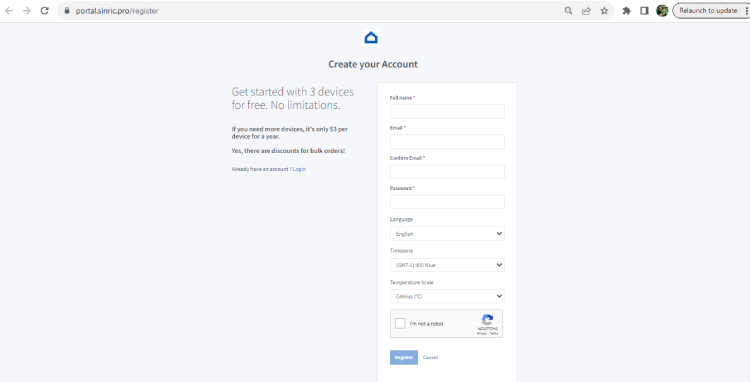 portal.sinric.pro/register
Relaunch to update
Create your Account
Get started with 3 devices
for free. No limitations.
If you need more devices, it's only $3 per
device for a year.
Yes, there are discounts for bulk orders!
Already have an account ? Login
Full name *
Email *
Confirm Email *
Password *
Language
English
Timezone
(GMT-11:00) Niue
Temperature Scale
Celsius (°C)
I'm not a robot
reCAPTCHA
Privacy - Terms
Register
Cancel